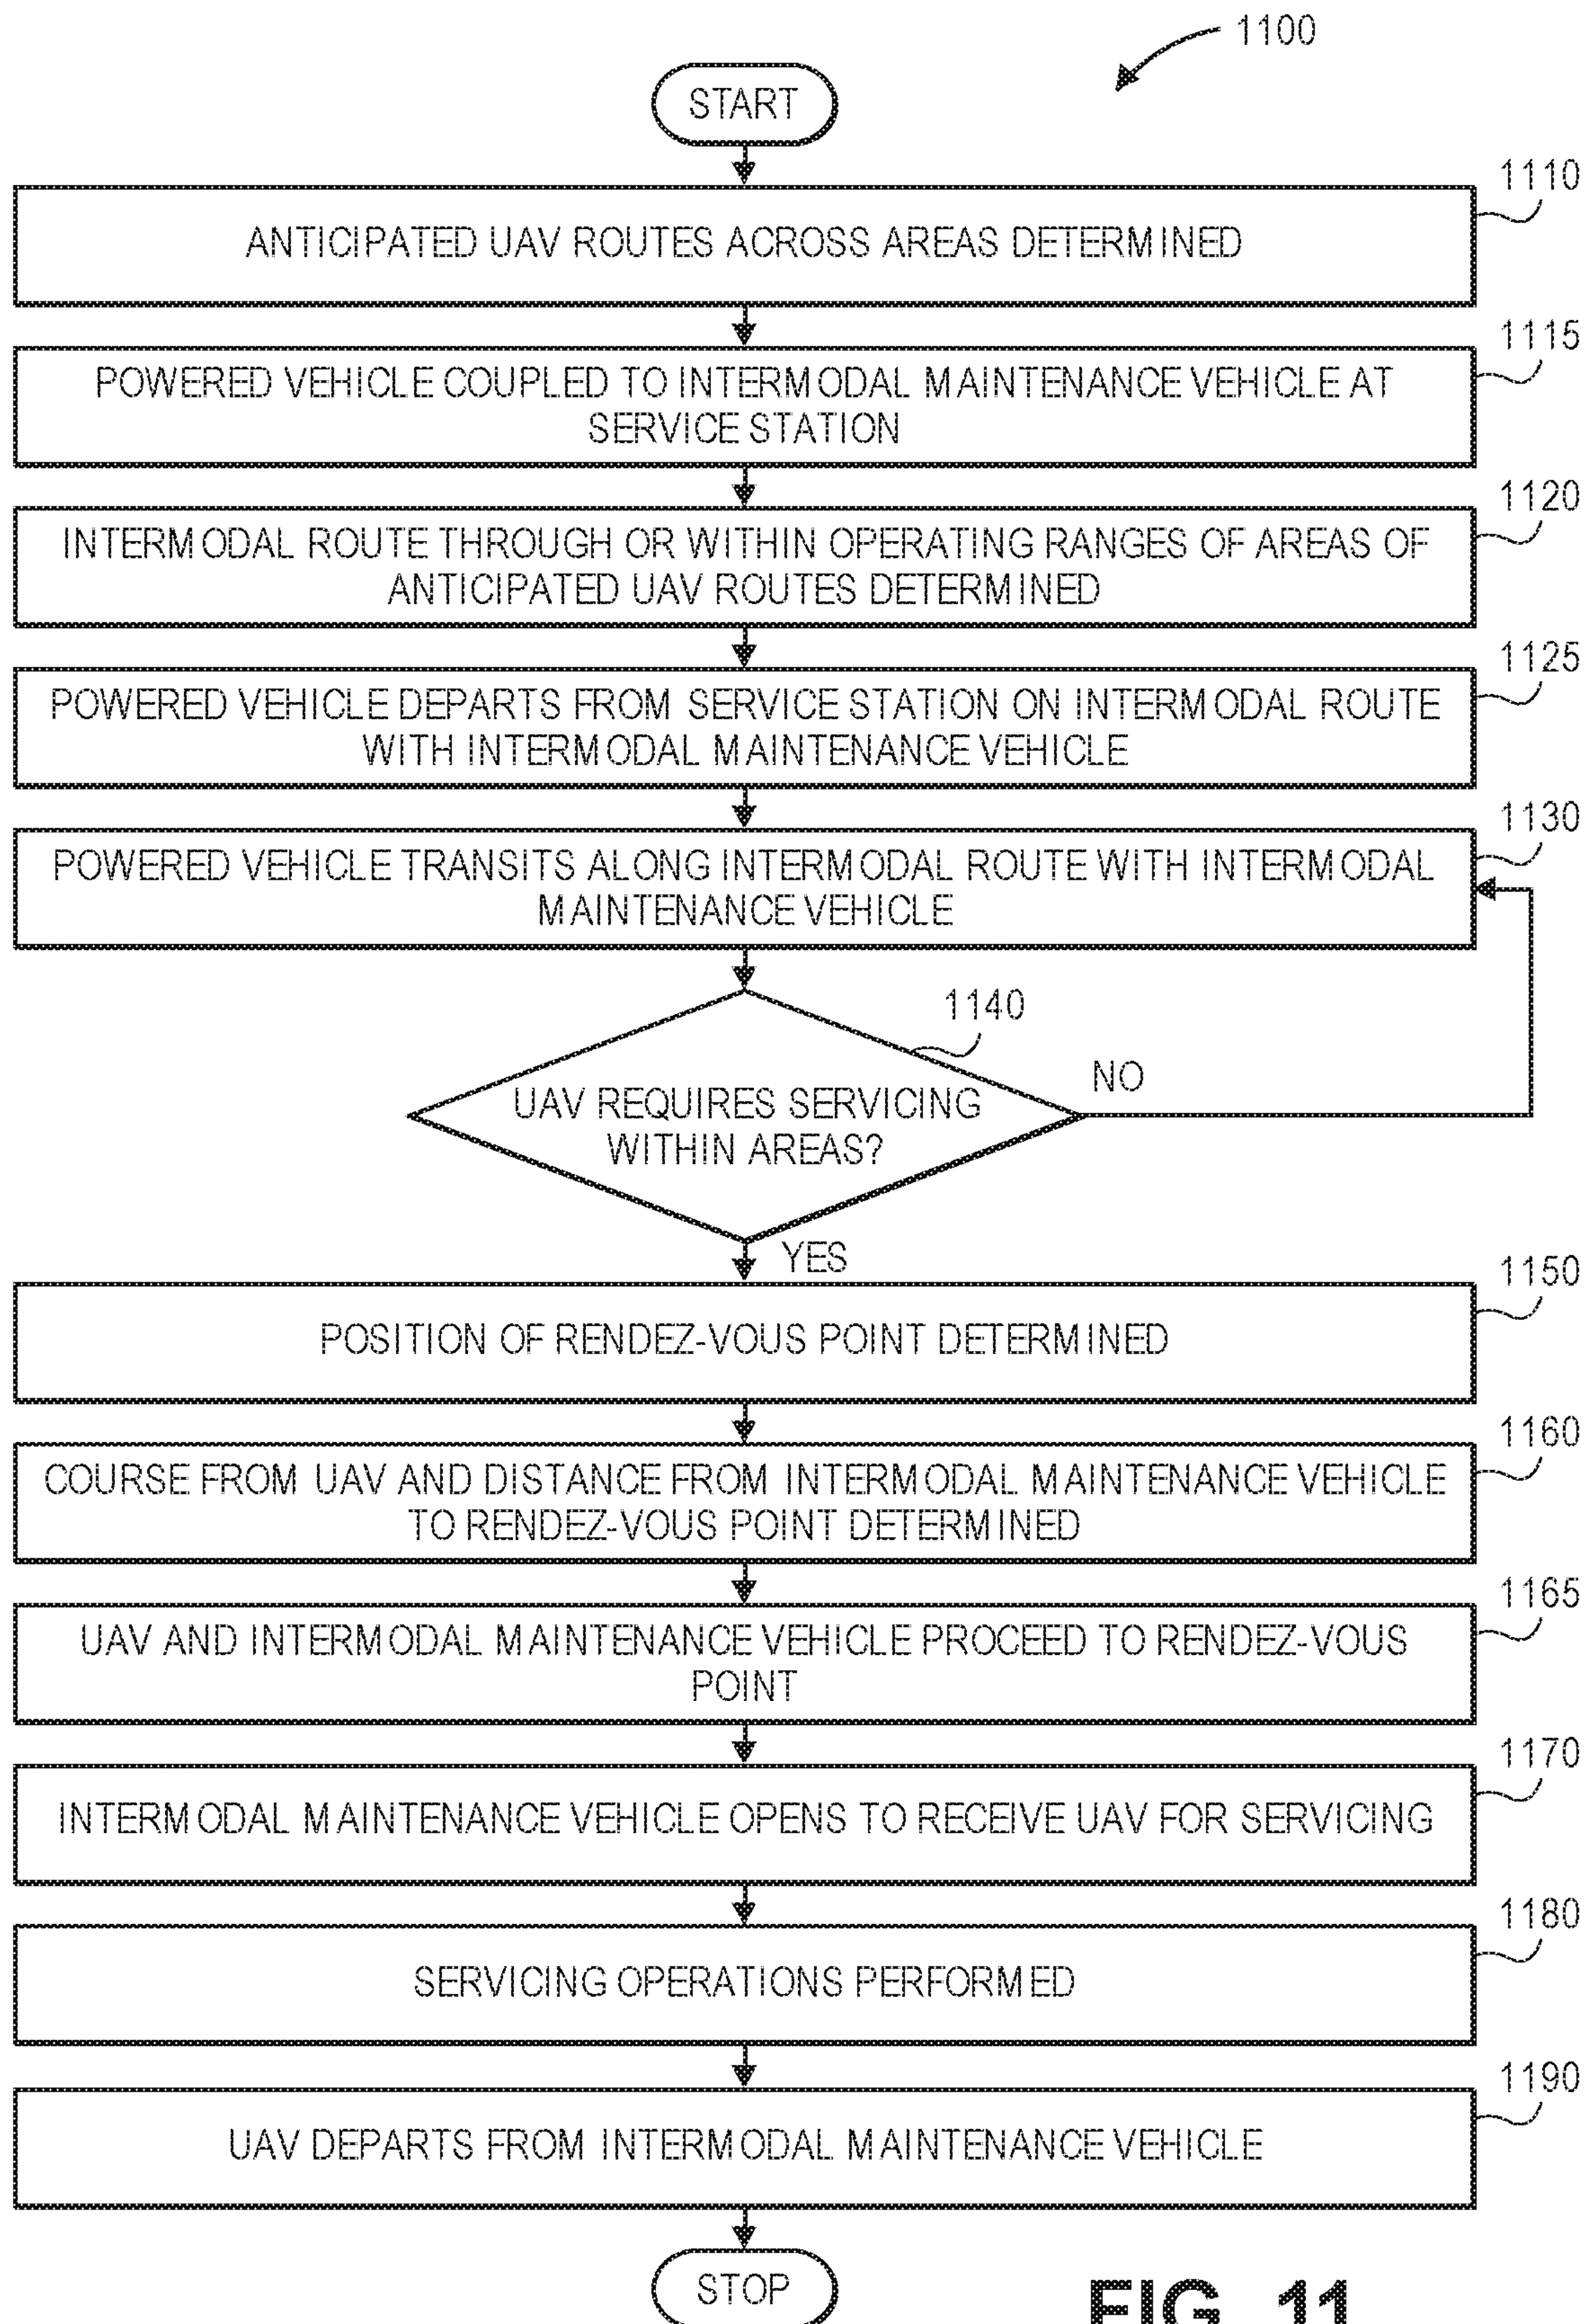 1100
START
1110
ANTICIPATED UAV ROUTES ACROSS AREAS DETERMINED
1115
POWERED VEHICLE COUPLED TO INTERMODAL MAINTENANCE VEHICLE AT
SERVICE STATION
1120
INTERMODAL ROUTE THROUGH OR WITHIN OPERATING RANGES OF AREAS OF
ANTICIPATED UAV ROUTES DETERMINED
1125
POWERED VEHICLE DEPARTS FROM SERVICE STATION ON INTERMODAL ROUTE
WITH INTERMODAL MAINTENANCE VEHICLE
1130
POWERED VEHICLE TRANSITS ALONG INTERMODAL ROUTE WITH INTERMODAL
MAINTENANCE VEHICLE
1140
NO
UAV REQUIRES SERVICING
WITHIN AREAS?
YES
1150
POSITION OF RENDEZ-VOUS POINT DETERMINED
1160
COURSE FROM UAV AND DISTANCE FROM INTERMODAL MAINTENANCE VEHICLE
TO RENDEZ-VOUS POINT DETERMINED
1165
UAV AND INTERMODAL MAINTENANCE VEHICLE PROCEED TO RENDEZ-VOUS
POINT
1170
INTERMODAL MAINTENANCE VEHICLE OPENS TO RECEIVE UAV FOR SERVICING
1180
SERVICING OPERATIONS PERFORMED
1190
UAV DEPARTS FROM INTERMODAL MAINTENANCE VEHICLE
STOP
FIG. 11